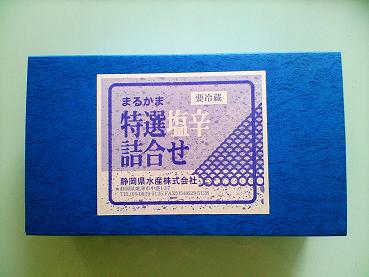 要冷蔵
まるかま
特選塩辛
詰合せ
静岡県水産株式会社